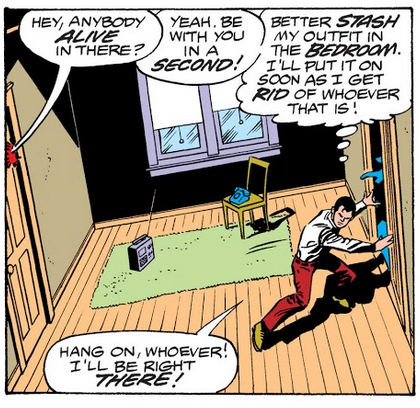 HEY, ANYBODY
ALIVE
IN THERE?
YEAH. BE
WITH YOU
IN A
SECOND!
BETTER STASH
MY OUTFIT IN
THE BEDROOM.
I'LL PUT IT ON
SOON AS I GET
RID OF WHOEVER
THAT IS!
HANG ON, WHOEVER!
I'LL BE RIGHT
THERE!